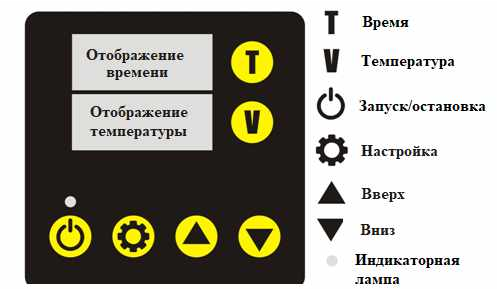 Отображение
времени
T
Отображение
температуры
V
T Время
V Температура
Запуск/остановка
Настройка
Вверх
Вниз
Индикаторная
лампа